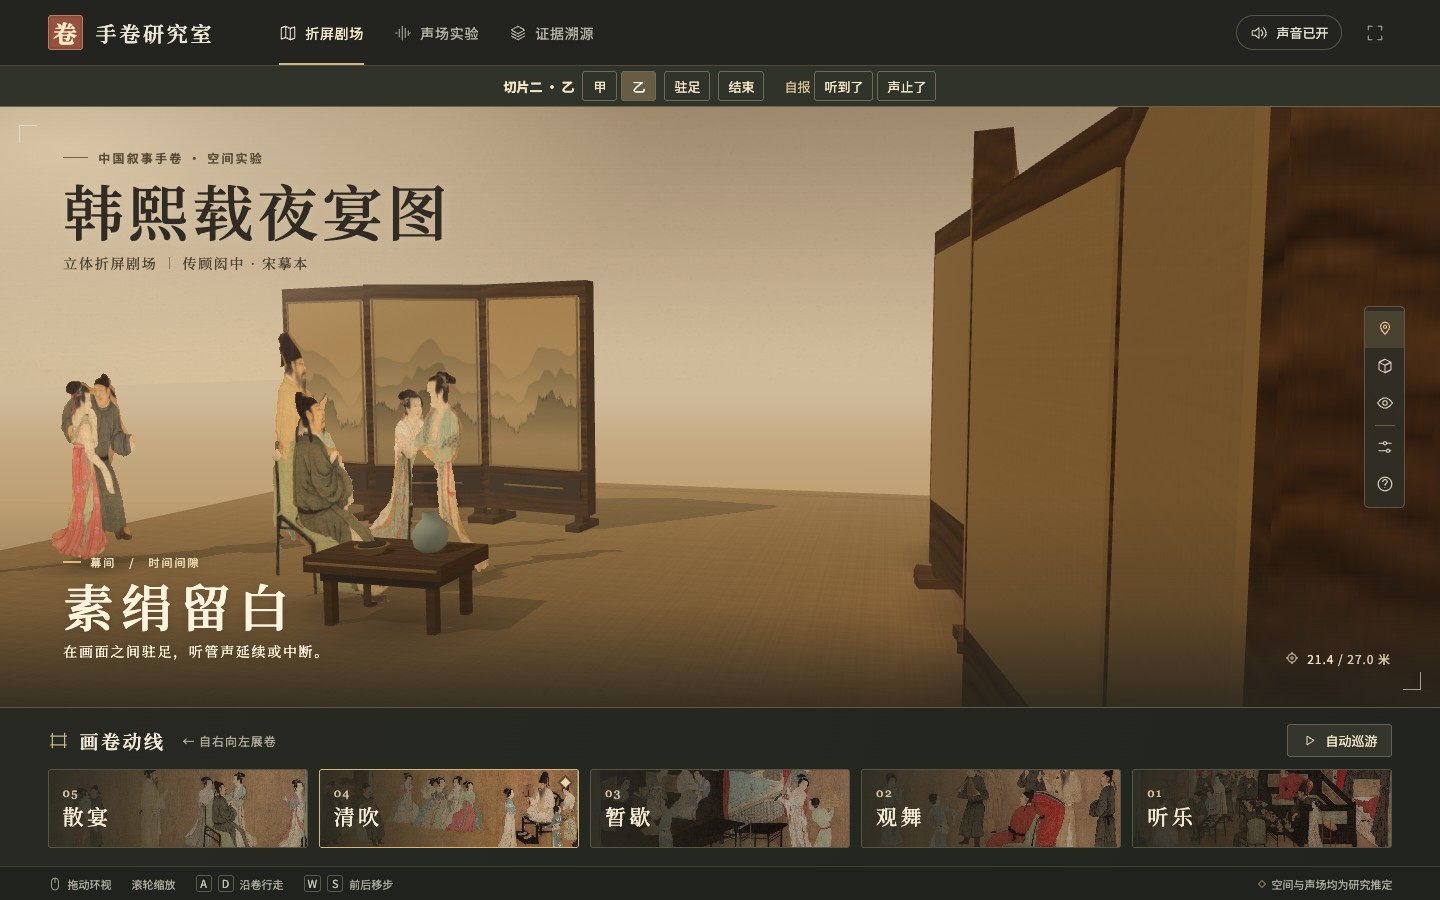 卷 手卷研究室 折屏剧场 声场实验 证据溯源 声音已开
切片二 · 乙 甲 乙 驻足 结束 自报 听到了 声止了
中国叙事手卷 · 空间实验
韩熙载夜宴图
立体折屏剧场 | 传顾闳中 · 宋摹本
幕间 / 时间间隙
素绢留白
在画面之间驻足，听管声延续或中断。
21.4 / 27.0 米
画卷动线 ← 自右向左展卷 自动巡游
05
散宴
04
清吹
03
暂歇
02
观舞
01
听乐
拖动环视 滚轮缩放 A D 沿卷行走 W S 前后移步 空间与声场均为研究推定